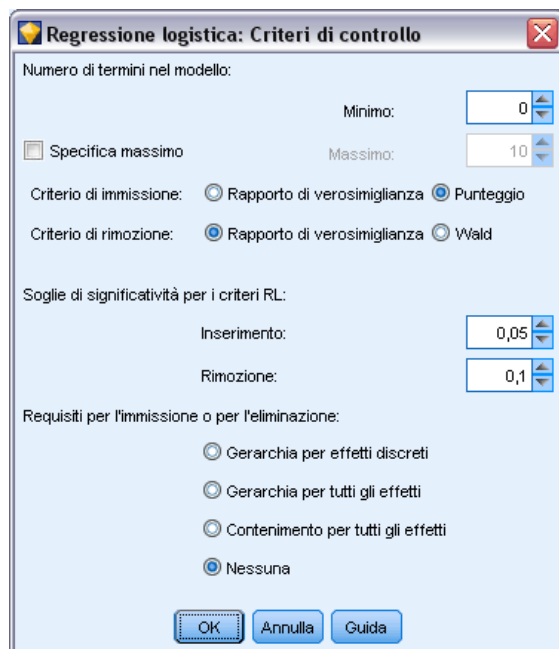 Regressione logistica: Criteri di controllo
Numero di termini nel modello:
Minimo: 0
Specifica massimo Massimo: 10
Criterio di immissione: Rapporto di verosimiglianza Punteggio
Criterio di rimozione: Rapporto di verosimiglianza Wald
Soglie di significatività per i criteri RL:
Inserimento: 0,05
Rimozione: 0,1
Requisiti per l'immissione o per l'eliminazione:
Gerarchia per effetti discreti
Gerarchia per tutti gli effetti
Contenimento per tutti gli effetti
Nessuna
OK Annulla Guida